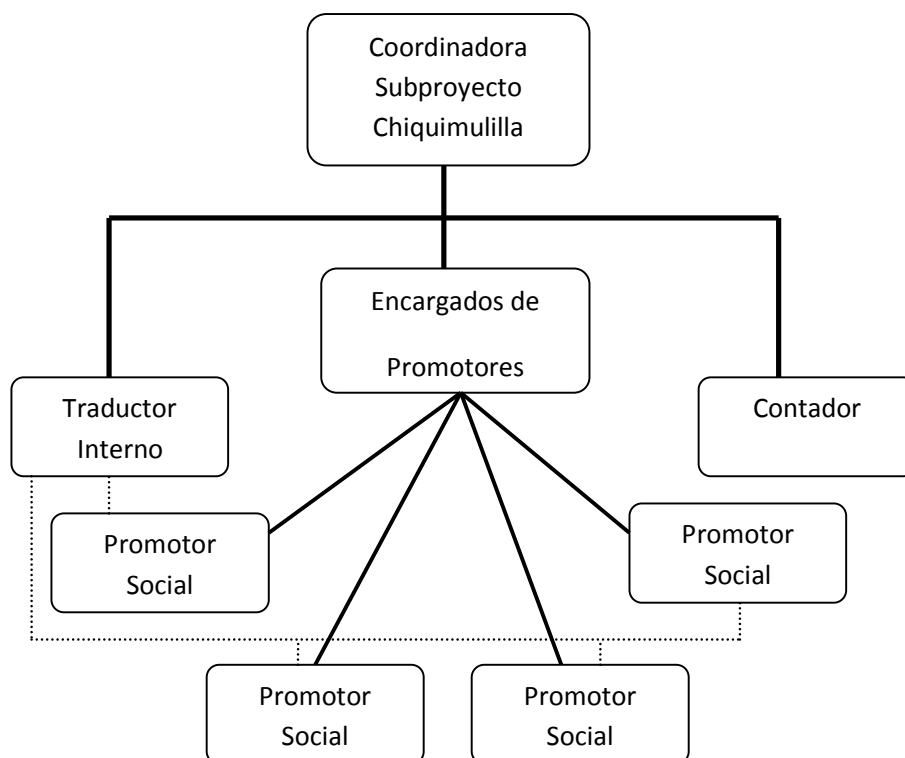 Coordinadora
Subproyecto
Chiquimulilla
Encargados de
Promotores
Traductor
Interno
Contador
Promotor
Social
Promotor
Social
Promotor
Social
Promotor
Social